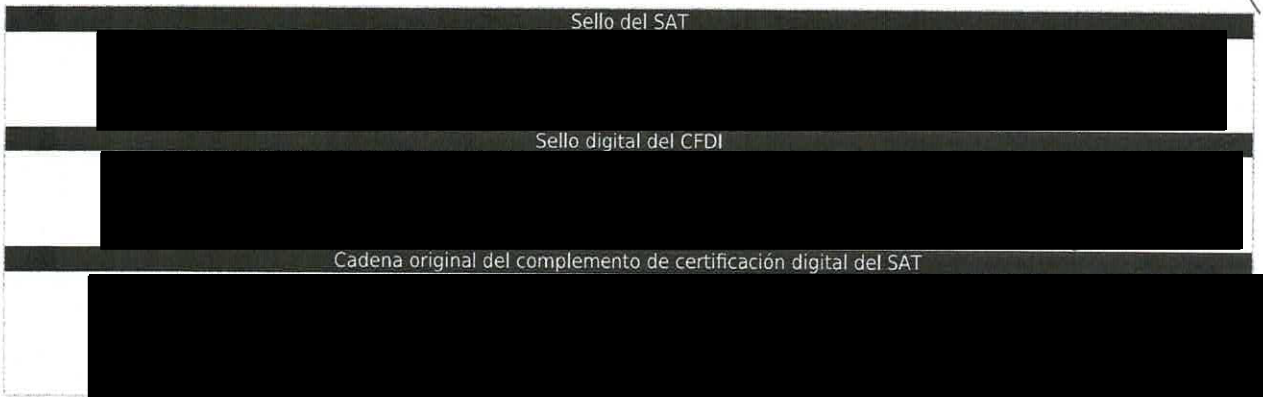 Sello del SAT
Sello digital del CFDI
Cadena original del complemento de certificación digital del SAT